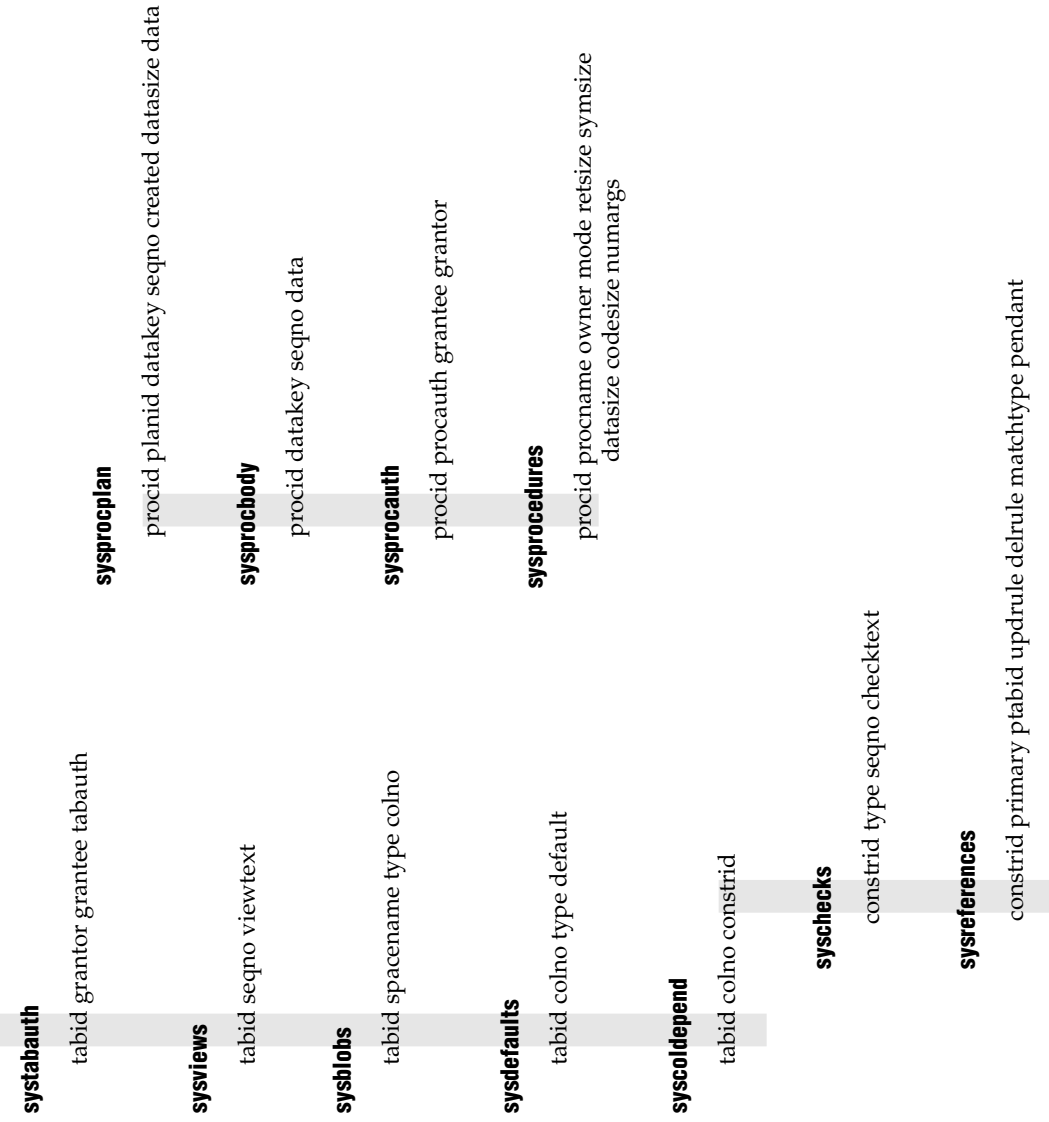 systabauth
tabid grantor grantee tabauth
sysviews
tabid seqno viewtext
sysblobs
tabid spacename type colno
sysdefaults
tabid colno type default
syscoldepend
tabid colno constrid
syschecks
constrid type seqno checktext
sysreferences
constrid primary ptabid updrule delrule matchtype pendant
sysprocplan
procid planid datakey seqno created datasize data
sysprocbody
procid datakey seqno data
sysprocauth
procid procauth grantee grantor
sysprocedures
procid procname owner mode retsize symsize
datasize codesize numargs